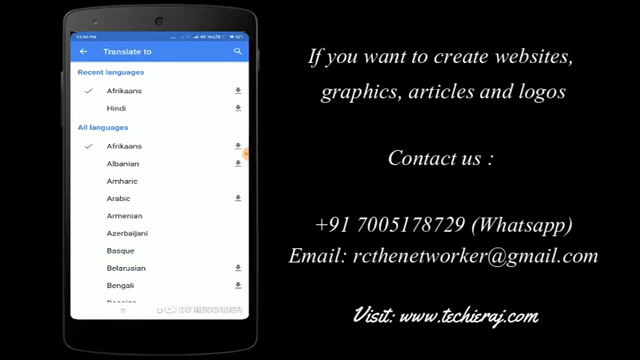 Translate to
Recent languages
Afrikaans
Hindi
All languages
Afrikaans
Albanian
Amharic
Arabic
Armenian
Azerbaijani
Basque
Belarusian
Bengali
DU RECORDER
If you want to create websites,
graphics, articles and logos
Contact us :
+91 7005178729 (Whatsapp)
Email: rcthenetworker@gmail.com
Visit: www.techieraj.com